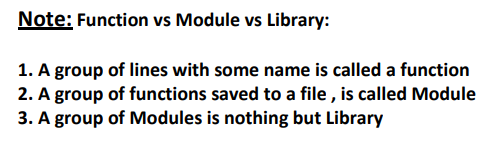 Note: Function vs Module vs Library:
1. A group of lines with some name is called a function
2. A group of functions saved to a file , is called Module
3. A group of Modules is nothing but Library